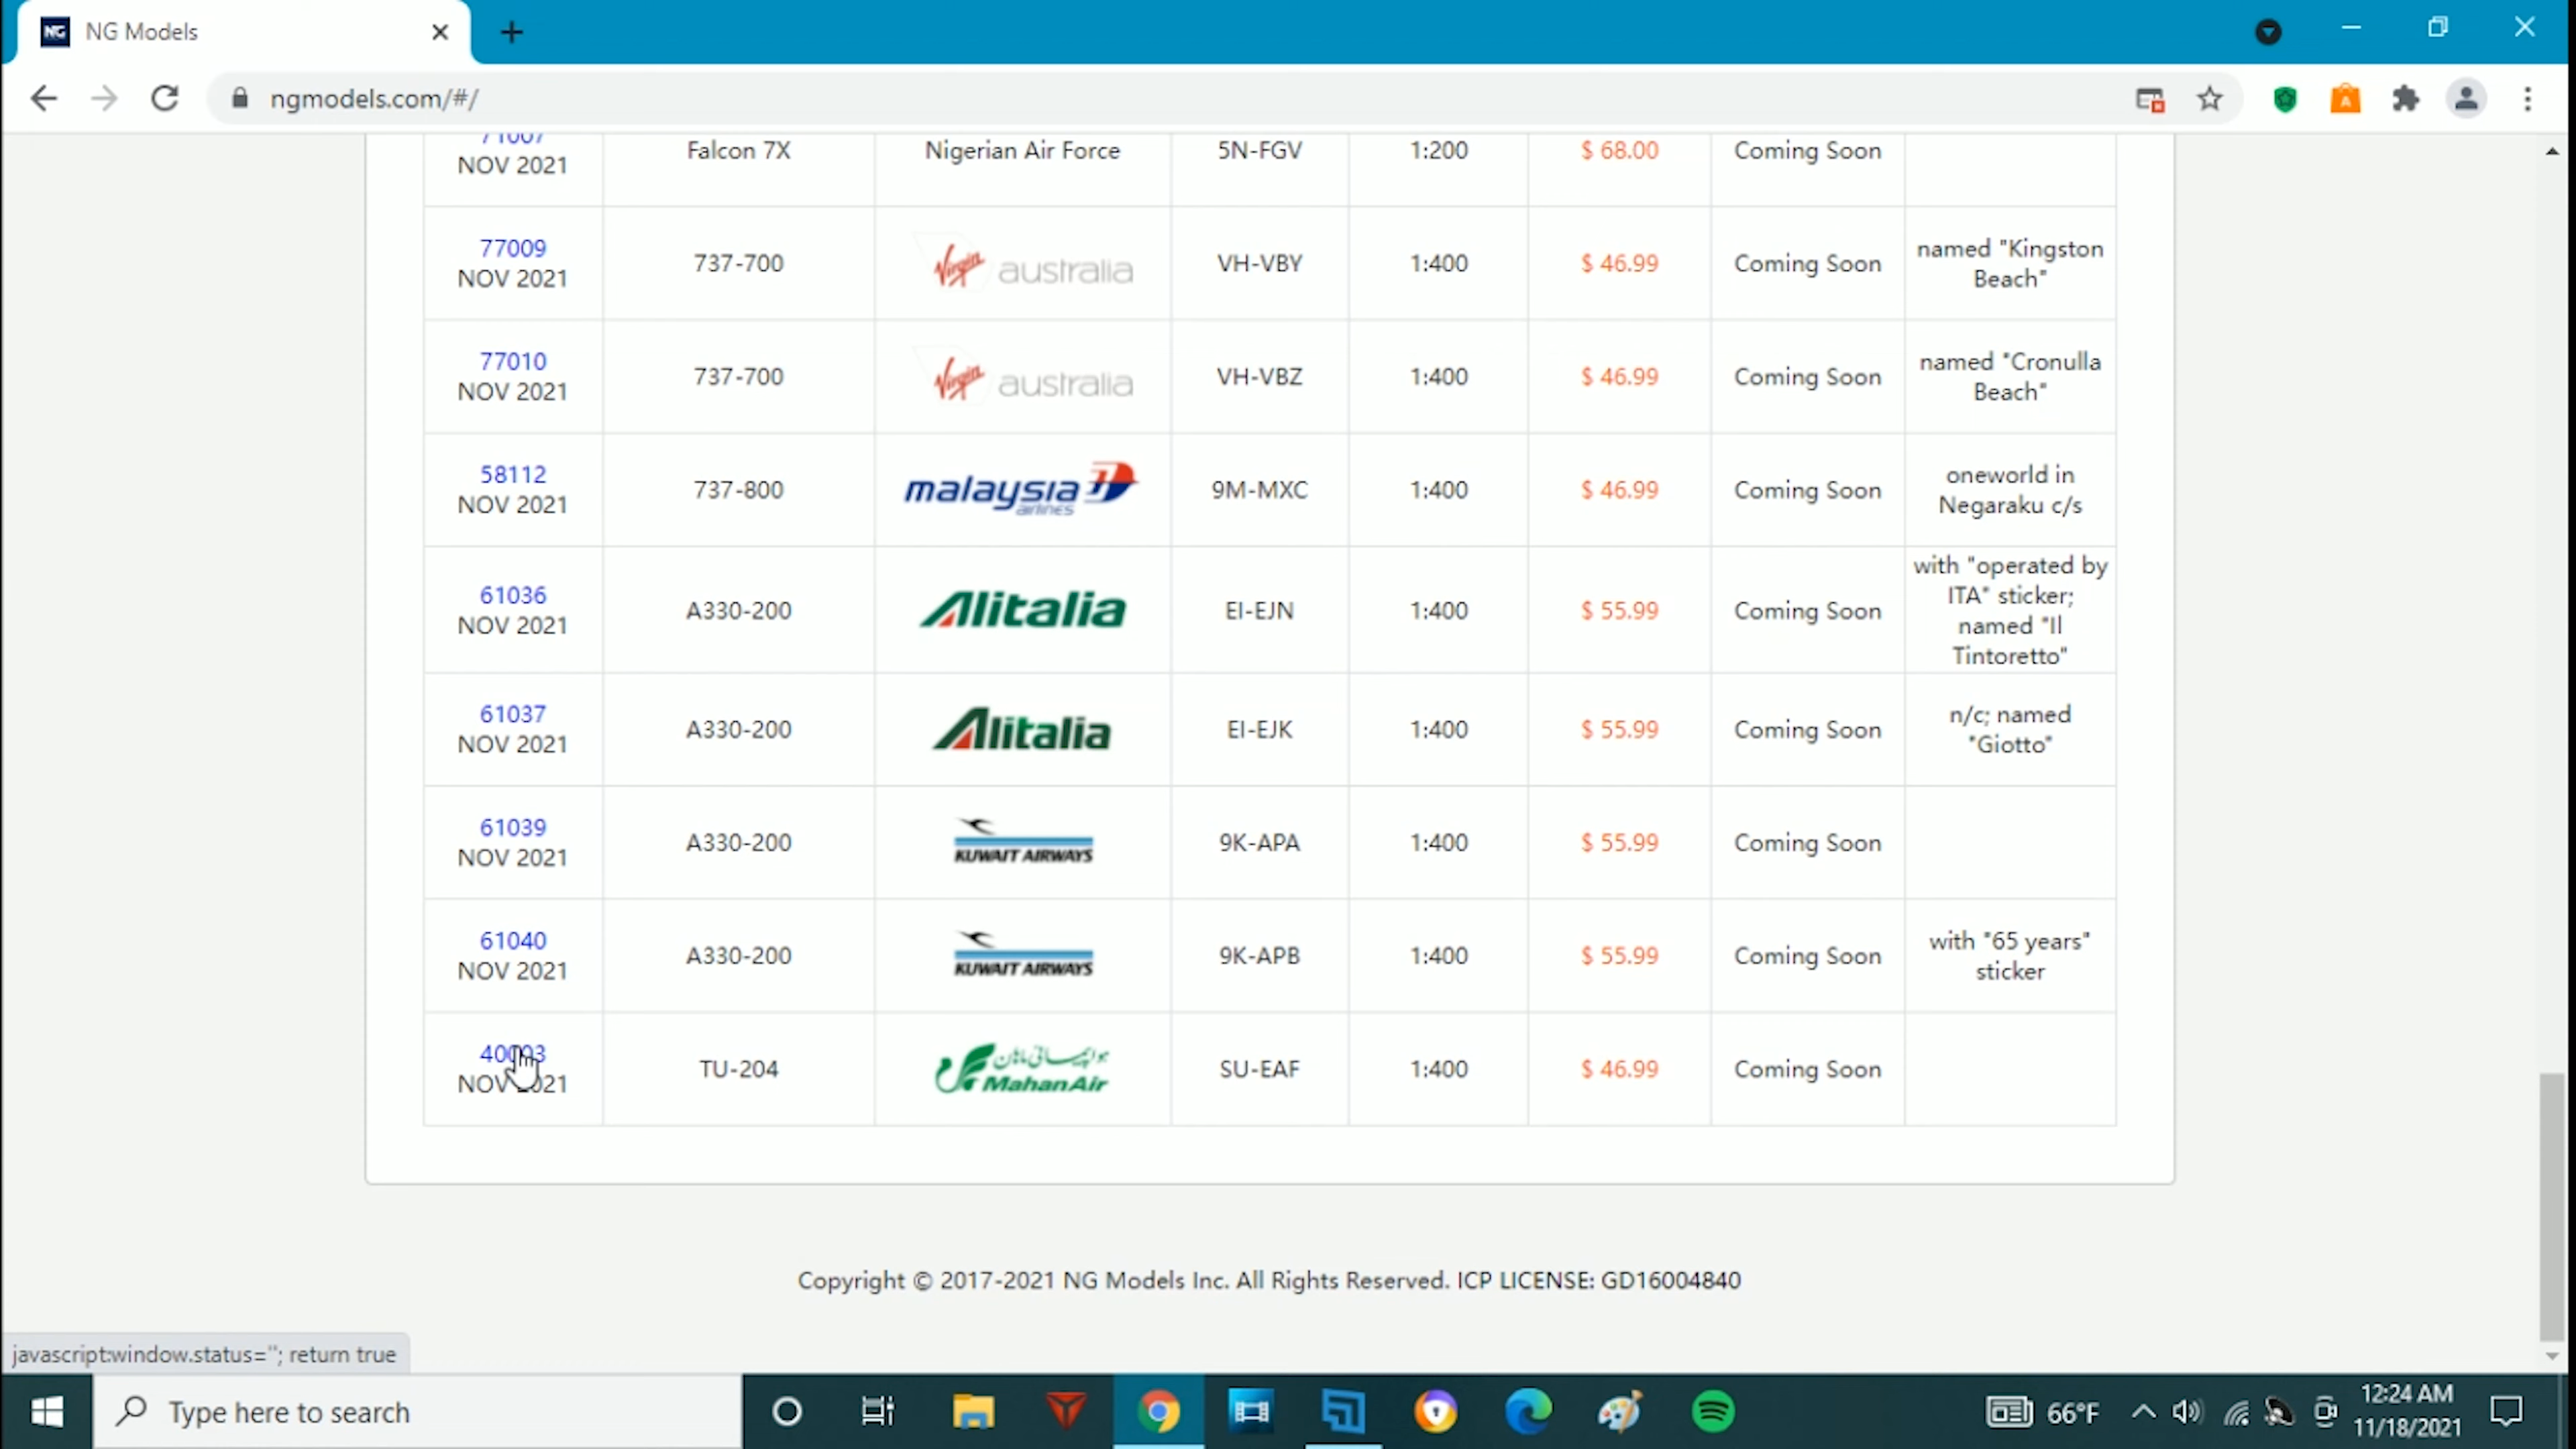 NG NG Models
ngmodels.com/#/
71007
NOV 2021 Falcon 7X Nigerian Air Force 5N-FGV 1:200 $ 68.00 Coming Soon
77009
NOV 2021 737-700 Virgin australia VH-VBY 1:400 $ 46.99 Coming Soon named "Kingston
Beach"
77010
NOV 2021 737-700 Virgin australia VH-VBZ 1:400 $ 46.99 Coming Soon named "Cronulla
Beach"
58112
NOV 2021 737-800 malaysia airlines 9M-MXC 1:400 $ 46.99 Coming Soon oneworld in
Negaraku c/s
61036
NOV 2021 A330-200 Alitalia EI-EJN 1:400 $ 55.99 Coming Soon with "operated by
ITA" sticker;
named "Il
Tintoretto"
61037
NOV 2021 A330-200 Alitalia EI-EJK 1:400 $ 55.99 Coming Soon n/c; named
"Giotto"
61039
NOV 2021 A330-200 KUWAIT AIRWAYS 9K-APA 1:400 $ 55.99 Coming Soon
61040
NOV 2021 A330-200 KUWAIT AIRWAYS 9K-APB 1:400 $ 55.99 Coming Soon with "65 years"
sticker
NOV 2021 TU-204 هواپیمائی ماهان Mahan Air SU-EAF 1:400 $ 46.99 Coming Soon
Copyright © 2017-2021 NG Models Inc. All Rights Reserved. ICP LICENSE: GD16004840
javascript:window.status=''; return true
Type here to search
66°F
12:24 AM
11/18/2021